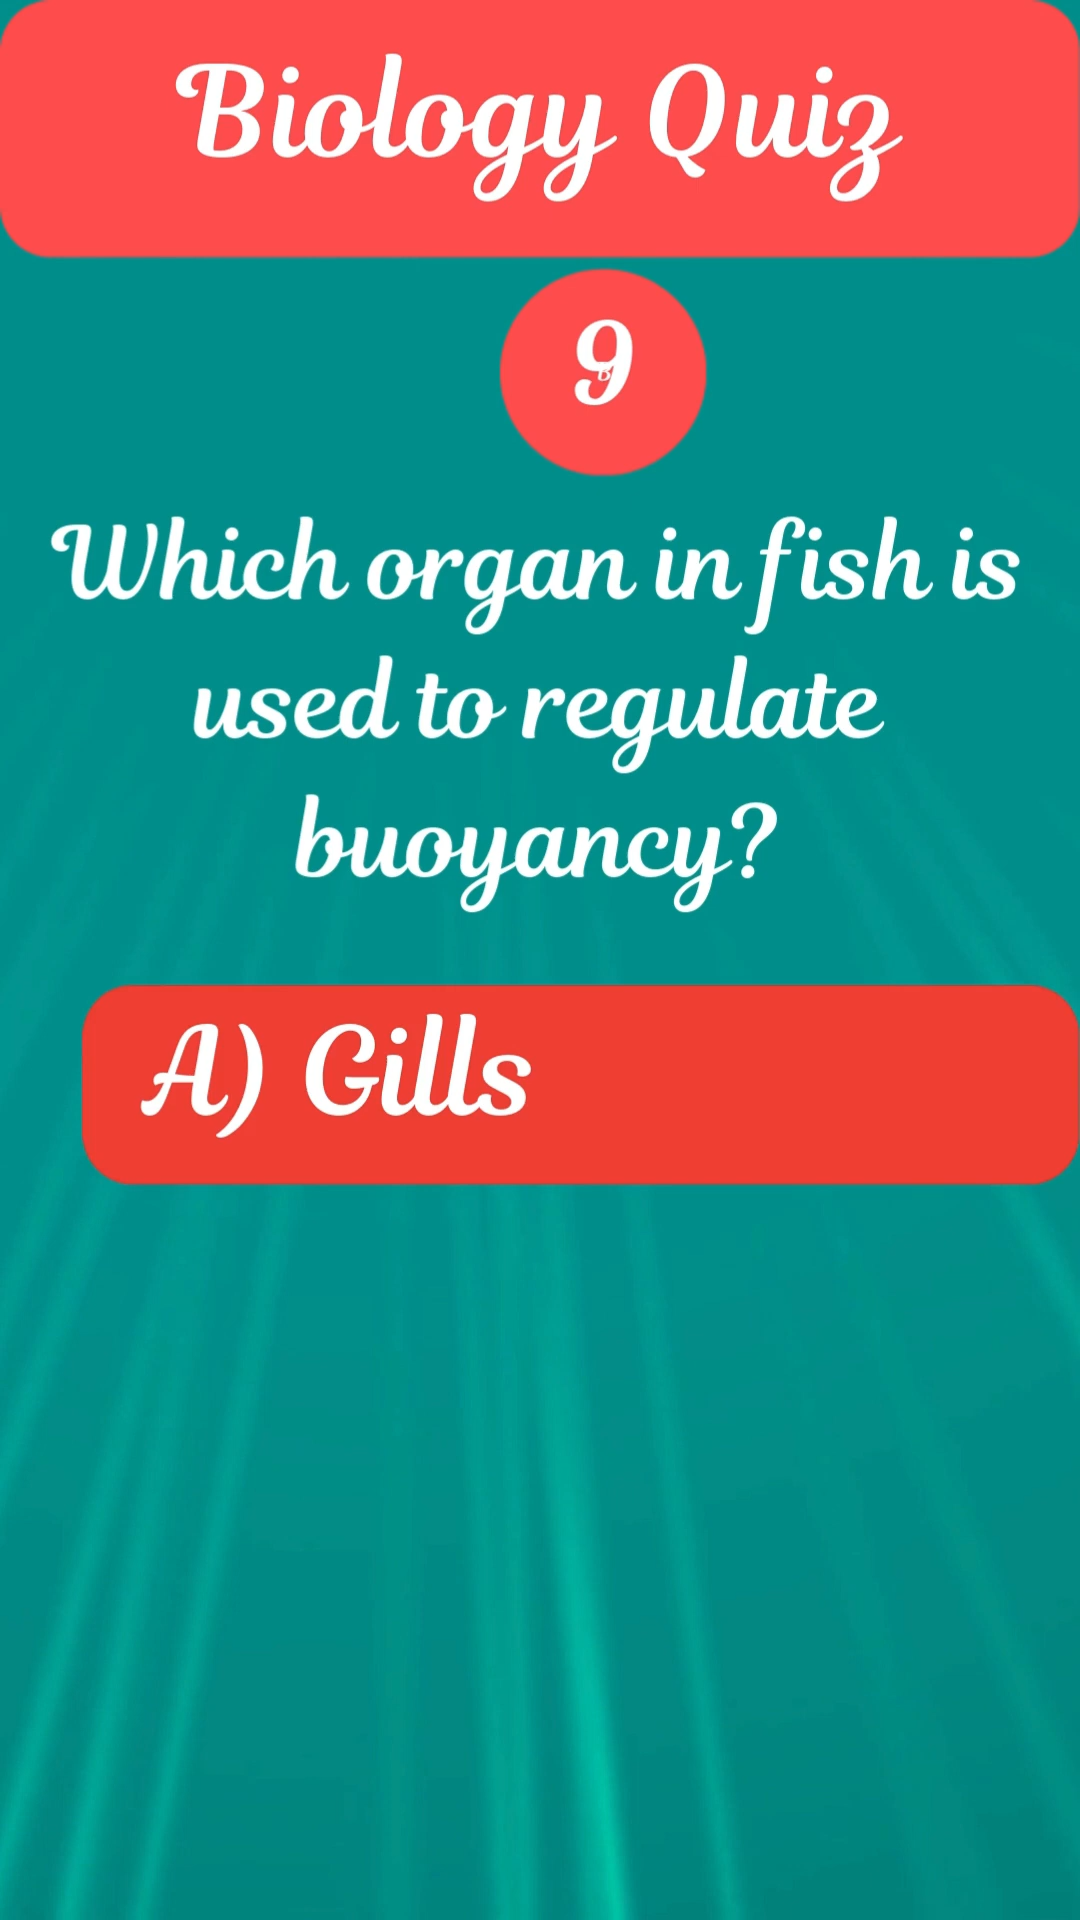 Biology Quiz
9
B
Which organ in fish is
used to regulate
buoyancy?
A) Gills